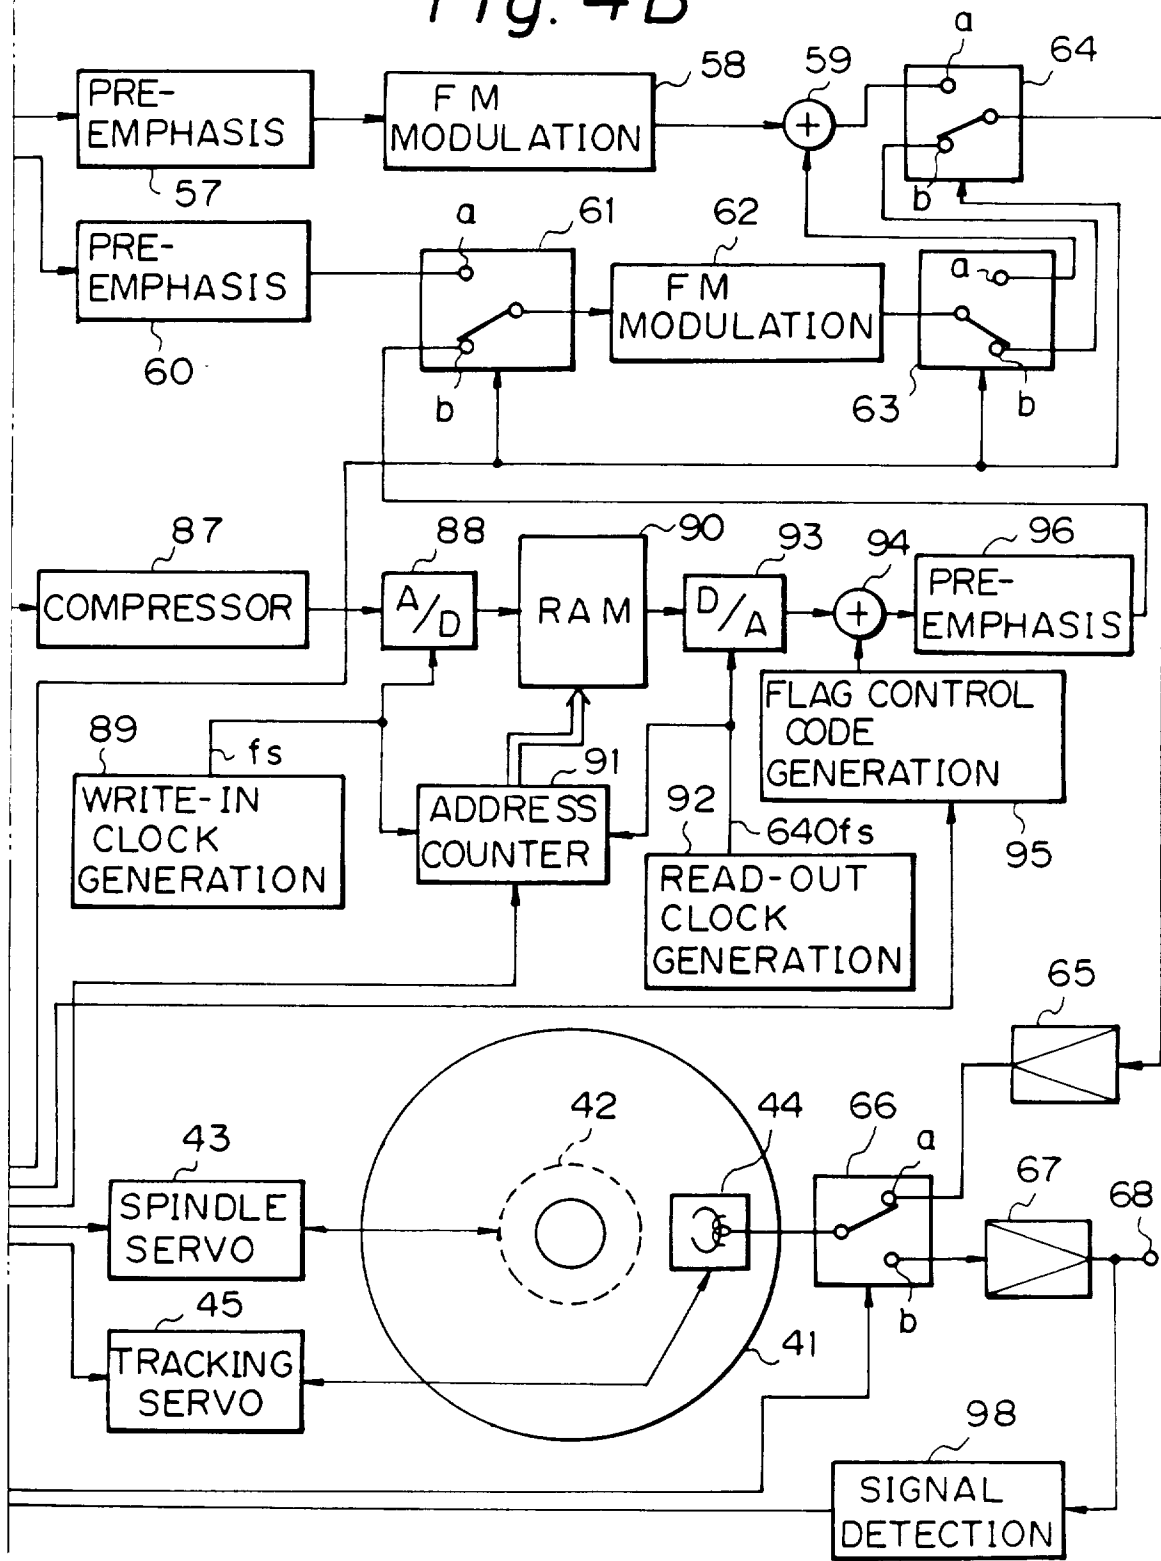 Fig. 4B
PRE-
EMPHASIS
57
FM
MODULATION
58
59
a
64
b
PRE-
EMPHASIS
60
a
61
b
62
FM
MODULATION
a
63
b
87
COMPRESSOR
88
A/D
90
RAM
93
D/A
94
96
PRE-
EMPHASIS
FLAG CONTROL
CODE
GENERATION
95
89
fs
WRITE-IN
CLOCK
GENERATION
91
ADDRESS
COUNTER
92
640fs
READ-OUT
CLOCK
GENERATION
65
43
SPINDLE
SERVO
42
44
66
a
b
67
68
45
TRACKING
SERVO
41
98
SIGNAL
DETECTION